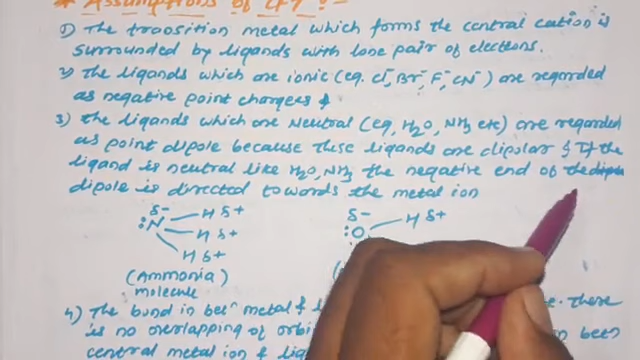 * Assumptions of CFT :-
1) The transition metal which forms the central cation is
surrounded by ligands with lone pair of electrons.
2) The ligands which are ionic (eg. Cl⁻, Br⁻, F⁻, CN⁻) are regarded
as negative point charges &
3) The ligands which are Neutral (eg, H₂O, NH₃ etc) are regarded
as point dipole because these ligands are dipolar & If the
ligand is neutral like H₂O, NH₃ the negative end of the
dipole is directed towards the metal ion
δ- :N H δ+ H δ+ H δ+
δ- :O H δ+
(Ammonia)
molecule
4) The bond in betⁿ metal & There
is no overlapping of been
central metal ion &